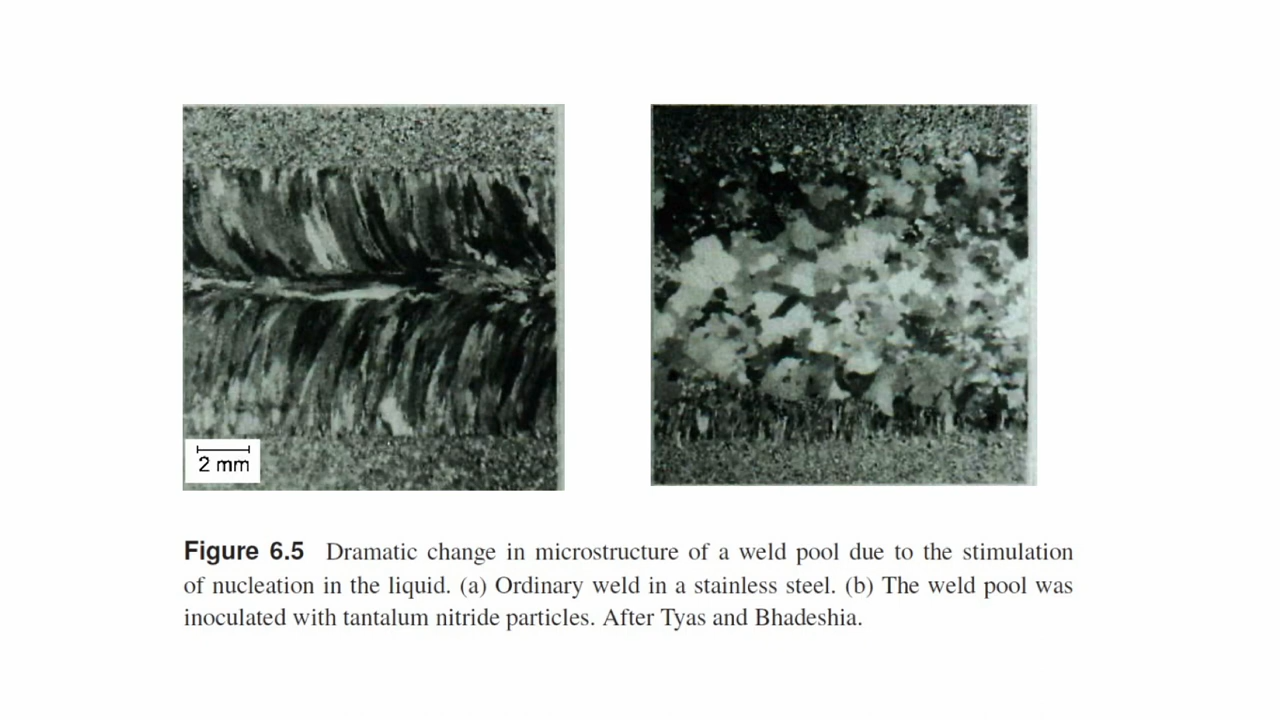 2 mm
Figure 6.5 Dramatic change in microstructure of a weld pool due to the stimulation
of nucleation in the liquid. (a) Ordinary weld in a stainless steel. (b) The weld pool was
inoculated with tantalum nitride particles. After Tyas and Bhadeshia.